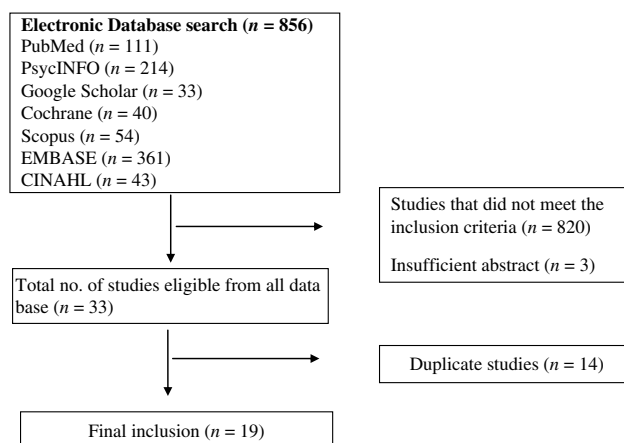 Electronic Database search (n = 856)
PubMed (n = 111)
PsycINFO (n = 214)
Google Scholar (n = 33)
Cochrane (n = 40)
Scopus (n = 54)
EMBASE (n = 361)
CINAHL (n = 43)
Studies that did not meet the
inclusion criteria (n = 820)
Insufficient abstract (n = 3)
Total no. of studies eligible from all data
base (n = 33)
Duplicate studies (n = 14)
Final inclusion (n = 19)